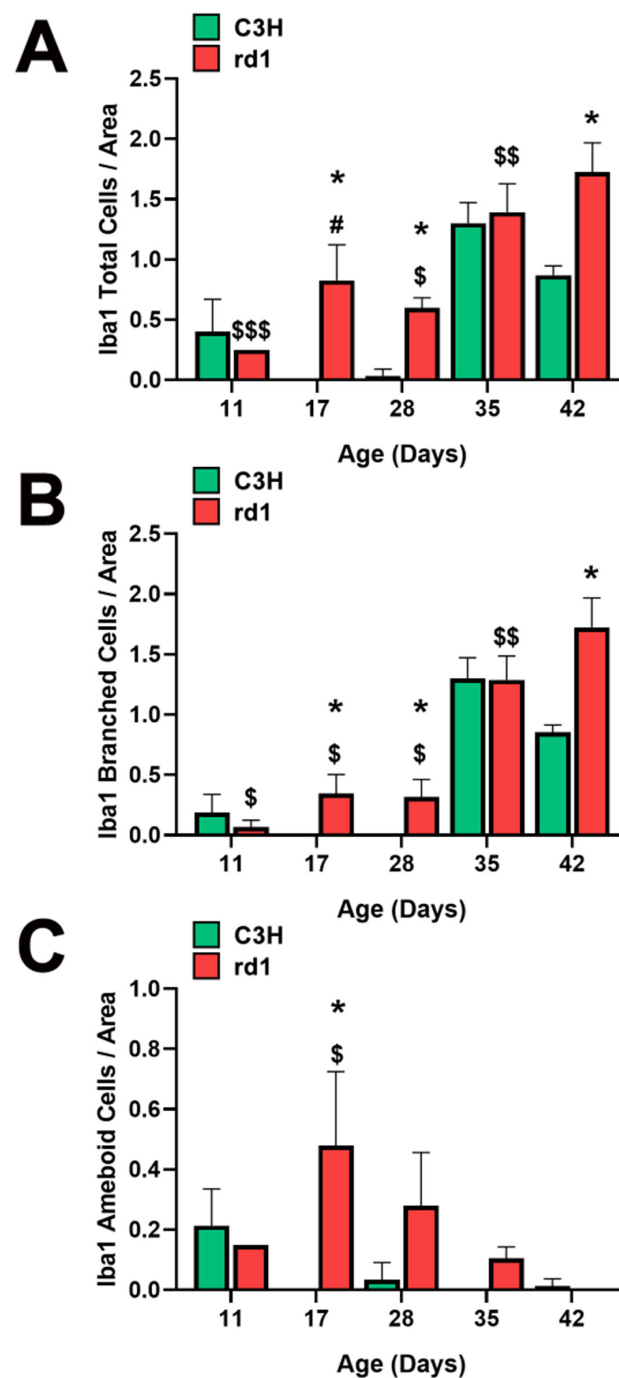 A
C3H
rd1
Iba1 Total Cells / Area
2.5
2.0
1.5
1.0
0.5
0.0
$$$
*
#
*
$
$$
*
11 17 28 35 42
Age (Days)
B
C3H
rd1
Iba1 Branched Cells / Area
2.5
2.0
1.5
1.0
0.5
0.0
$
*
$
*
$
$$
*
11 17 28 35 42
Age (Days)
C
C3H
rd1
Iba1 Ameboid Cells / Area
1.0
0.8
0.6
0.4
0.2
0.0
*
$
11 17 28 35 42
Age (Days)